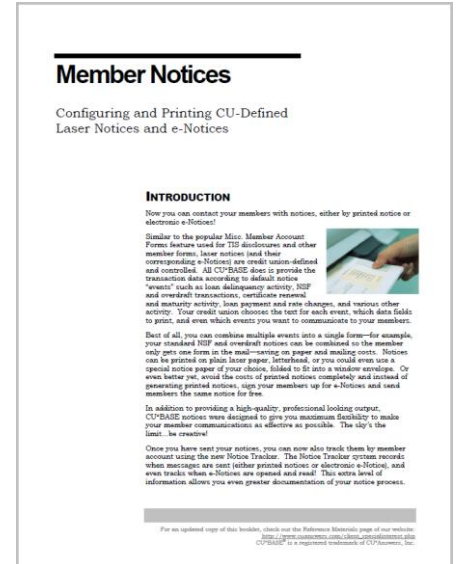 Member Notices
Configuring and Printing CU-Defined
Laser Notices and e-Notices
INTRODUCTION
Now you can contact your members with notices, either by printed notice or
electronic e-Notices!
Similar to the popular Misc. Member Account
Forms feature used for TIS disclosures and other
member forms, laser notices (and their
corresponding e-Notices) are credit union-defined
and controlled.  All CU*BASE does is provide the
transaction data according to default notice
"events" such as loan delinquency activity, NSF
and overdraft transactions, certificate renewal
and maturity activity, loan payment and rate changes, and various other
activity.  Your credit union chooses the text for each event, which data fields
to print, and even which events you want to communicate to your members.
Best of all, you can combine multiple events into a single form—for example,
your standard NSF and overdraft notices can be combined so the member
only gets one form in the mail—saving on paper and mailing costs.  Notices
can be printed on plain laser paper, letterhead, or you could even use a
special notice paper of your choice, folded to fit into a window envelope.  Or
even better yet, avoid the costs of printed notices completely and instead of
generating printed notices, sign your members up for e-Notices and send
members the same notice for free.
In addition to providing a high-quality, professional looking output,
CU*BASE notices were designed to give you maximum flexibility to make
your member communications as effective as possible.  The sky's the
limit...be creative!
Once you have sent your notices, you can now also track them by member
account using the new Notice Tracker.  The Notice Tracker system records
when messages are sent (either printed notices or electronic e-Notice), and
even tracks when e-Notices are opened and read!  This extra level of
information allows you even greater documentation of your notice process.
For an updated copy of this booklet, check out the Reference Materials page of our website:
http://www.cuanswers.com/client_specialinterest.php
CU*BASE® is a registered trademark of CU*Answers, Inc.